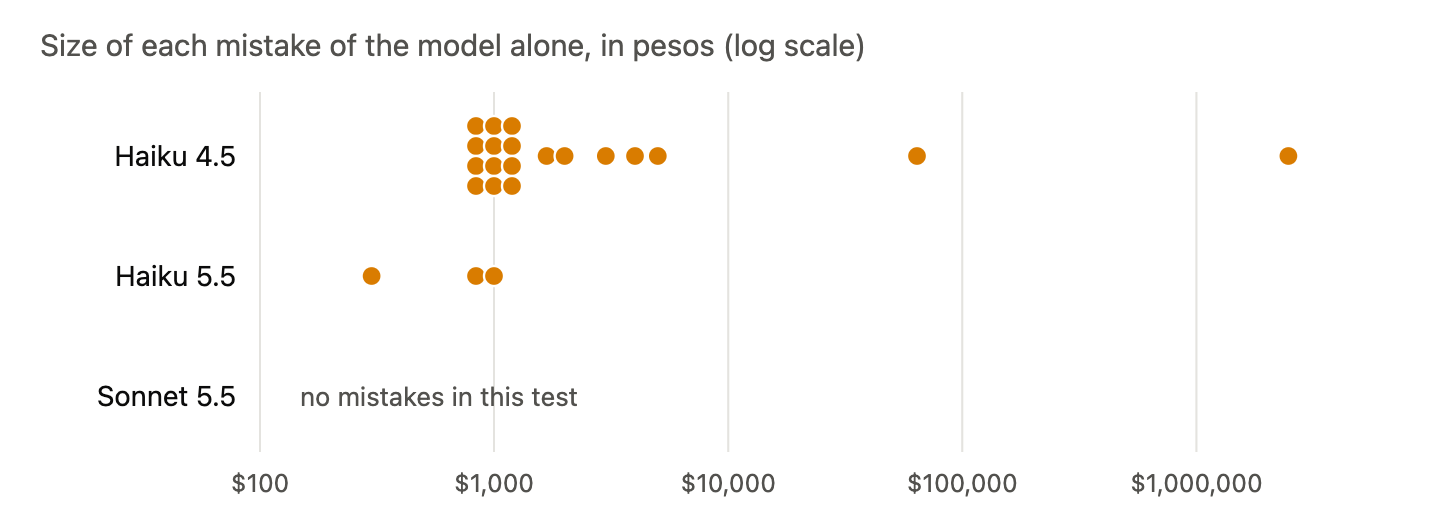 Size of each mistake of the model alone, in pesos (log scale)
Haiku 4.5
Haiku 5.5
Sonnet 5.5 no mistakes in this test
$100 $1,000 $10,000 $100,000 $1,000,000